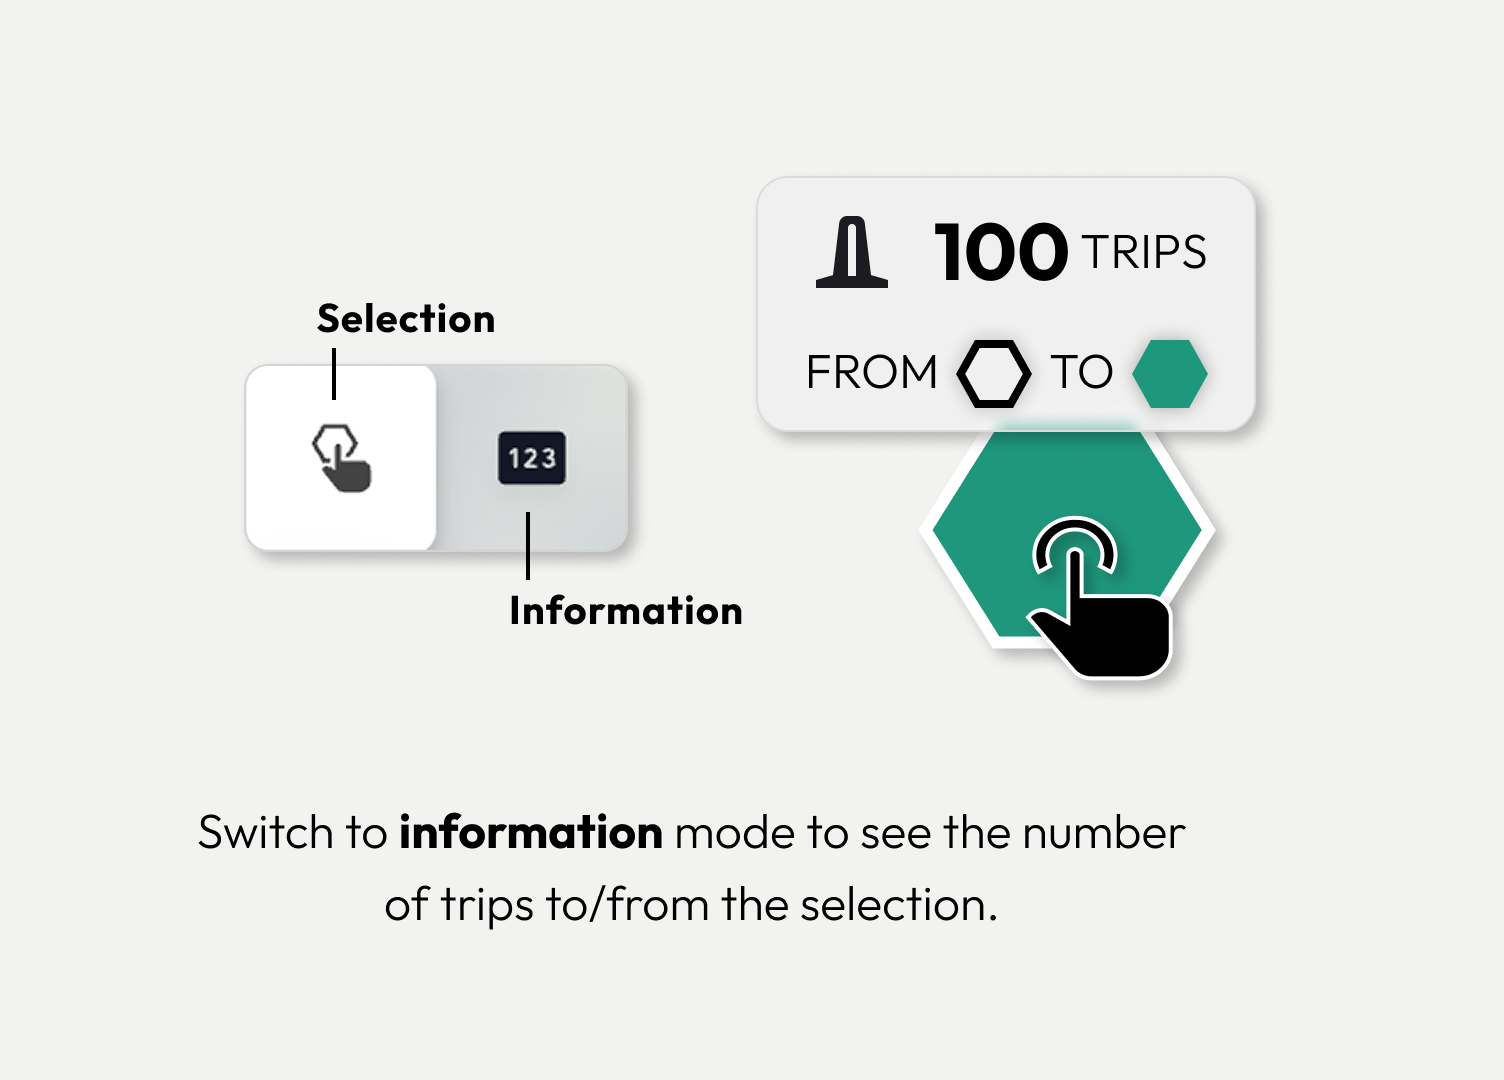 100 TRIPS
FROM TO
Selection
123
Information
Switch to information mode to see the number
of trips to/from the selection.